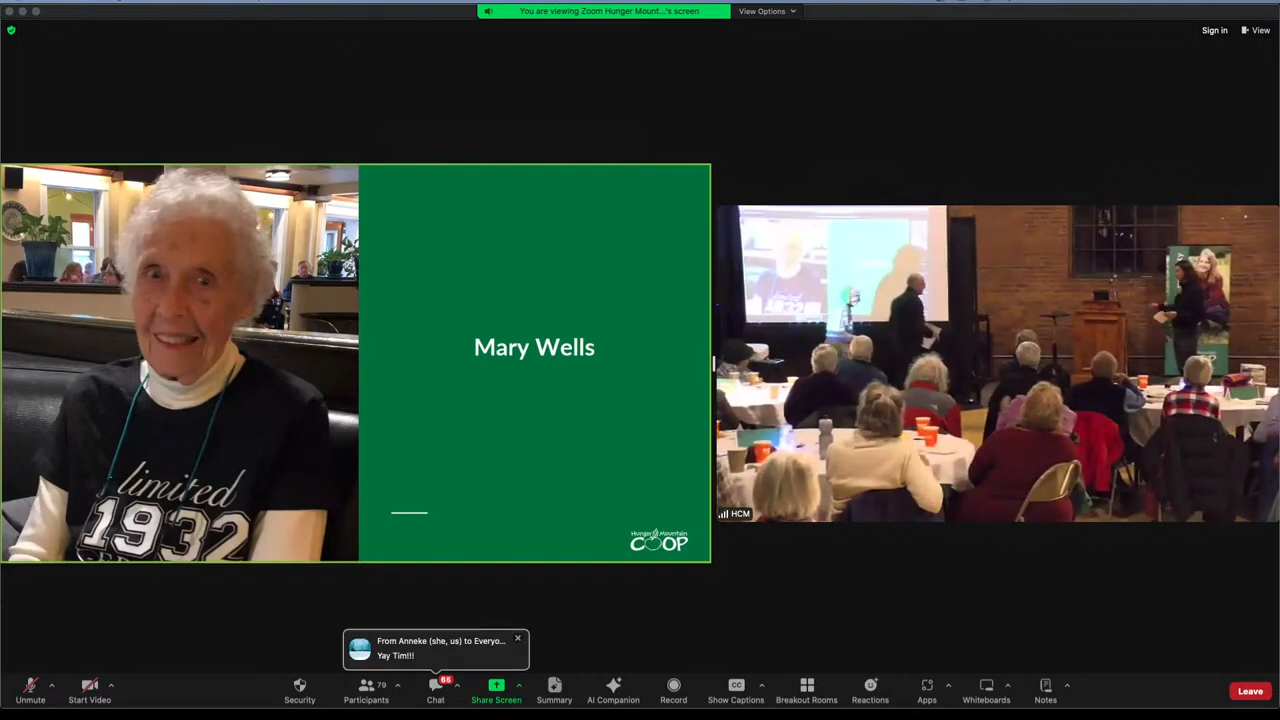 You are viewing Zoom Hunger Mount...'s screen
View Options
Sign in
View
Mary Wells
limited
1932
Hunger Mountain
COOP
HCM
From Anneke (she, us) to Everyo...
Yay Tim!!!
66
79
Unmute
Start Video
Security
Participants
Chat
Share Screen
Summary
AI Companion
Record
Show Captions
Breakout Rooms
Reactions
Apps
Whiteboards
Notes
Leave